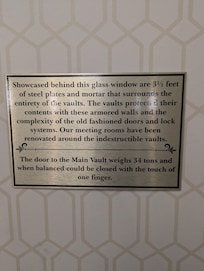 Showcased behind this glass window are 5½ feet
of steel plates and mortar that surrounds the
entirety of the vaults. The vaults protected their
contents with these armored walls and the
complexity of the old fashioned doors and lock
systems. Our meeting rooms have been
renovated around the indestructible vaults.
The door to the Main Vault weighs 34 tons and
when balanced could be closed with the touch of
one finger.